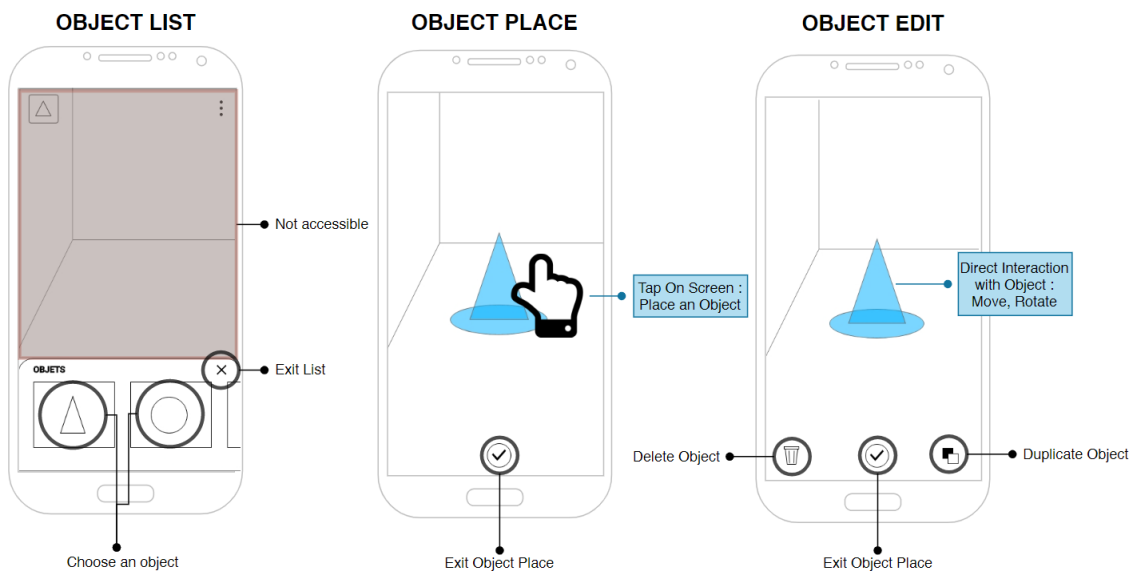 OBJECT LIST
OBJECT PLACE
OBJECT EDIT
Not accessible
Tap On Screen :
Place an Object
Direct Interaction
with Object :
Move, Rotate
OBJETS
Exit List
Delete Object
Duplicate Object
Choose an object
Exit Object Place
Exit Object Place